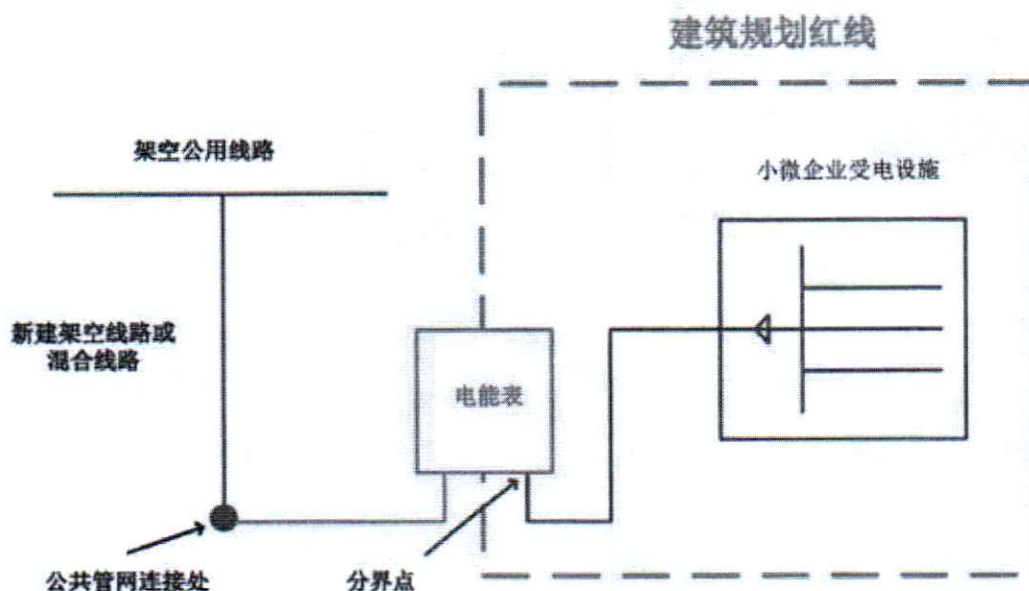 建筑规划红线
架空公用线路
小微企业受电设施
新建架空线路或
混合线路
电能表
公共管网连接处
分界点